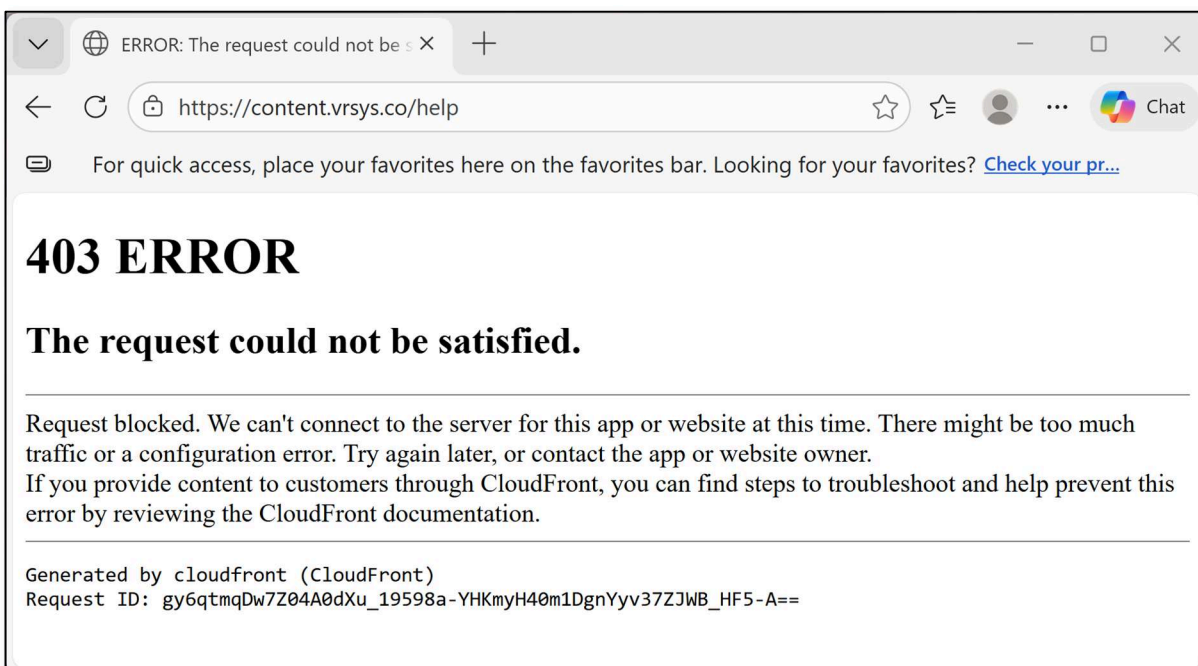 ERROR: The request could not be s
https://content.vrsys.co/help
Chat
For quick access, place your favorites here on the favorites bar. Looking for your favorites? Check your pr...
403 ERROR
The request could not be satisfied.
Request blocked. We can't connect to the server for this app or website at this time. There might be too much
traffic or a configuration error. Try again later, or contact the app or website owner.
If you provide content to customers through CloudFront, you can find steps to troubleshoot and help prevent this
error by reviewing the CloudFront documentation.
Generated by cloudfront (CloudFront)
Request ID: gy6qtmqDw7Z04A0dXu_19598a-YHKmyH40m1DgnYyv37ZJWB_HF5-A==